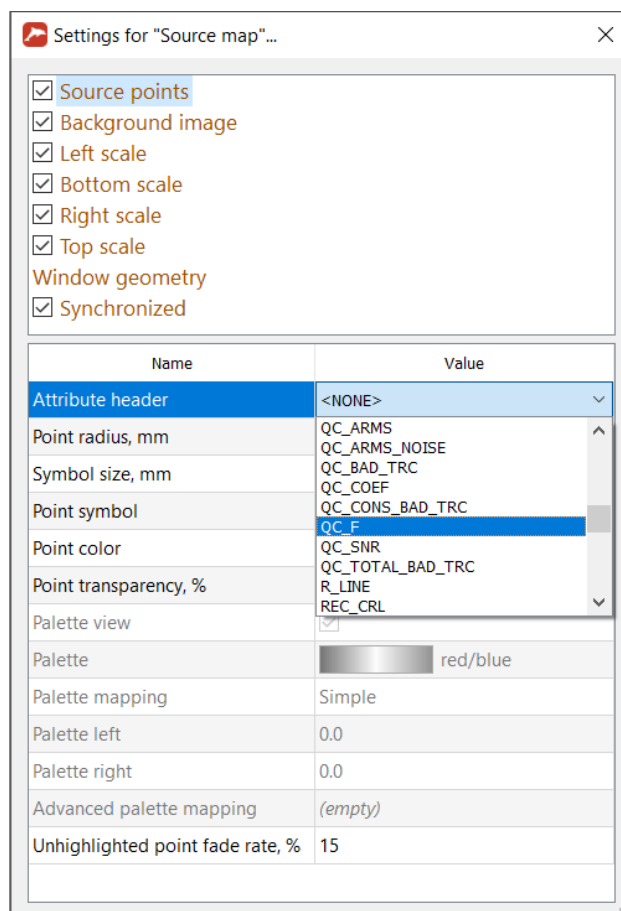 Settings for "Source map"...
Source points
Background image
Left scale
Bottom scale
Right scale
Top scale
Window geometry
Synchronized
Name Value
Attribute header <NONE>
QC_ARMS
Point radius, mm
QC_ARMS_NOISE
QC_BAD_TRC
Symbol size, mm
QC_COEF
QC_CONS_BAD_TRC
Point symbol
QC_F
Point color
QC_SNR
QC_TOTAL_BAD_TRC
Point transparency, %
R_LINE
REC_CRL
Palette view
Palette red/blue
Palette mapping Simple
Palette left 0.0
Palette right 0.0
Advanced palette mapping (empty)
Unhighlighted point fade rate, % 15